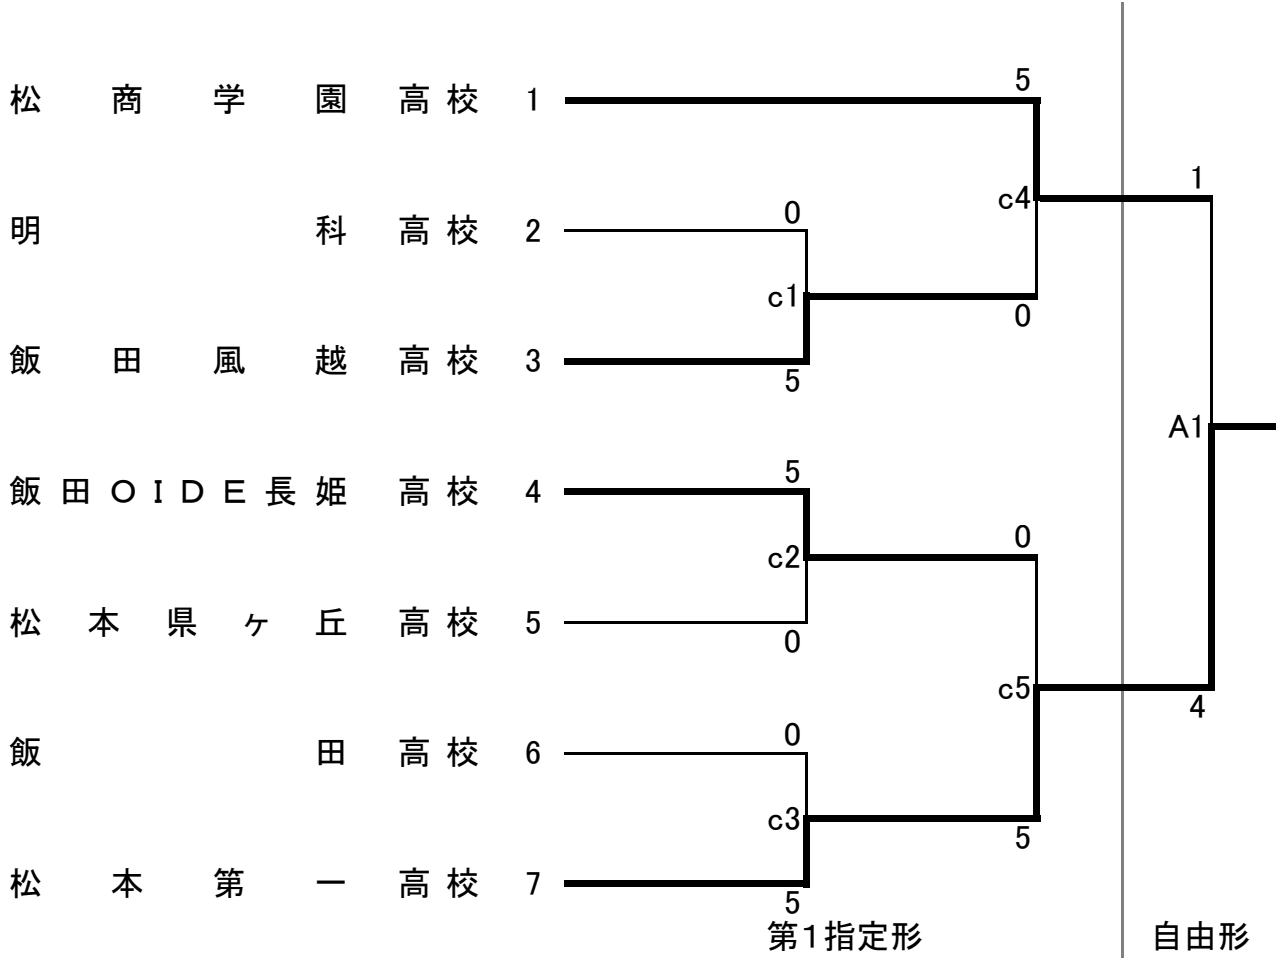 5
松商学園高校 1
1
c4
0
明科高校 2
c1
0
飯田風越高校 3
5
A1
5
飯田OIDE長姫高校 4
0
c2
松本県ヶ丘高校 5
0
c5
4
0
飯田高校 6
c3
5
松本第一高校 7
5
第1指定形 自由形